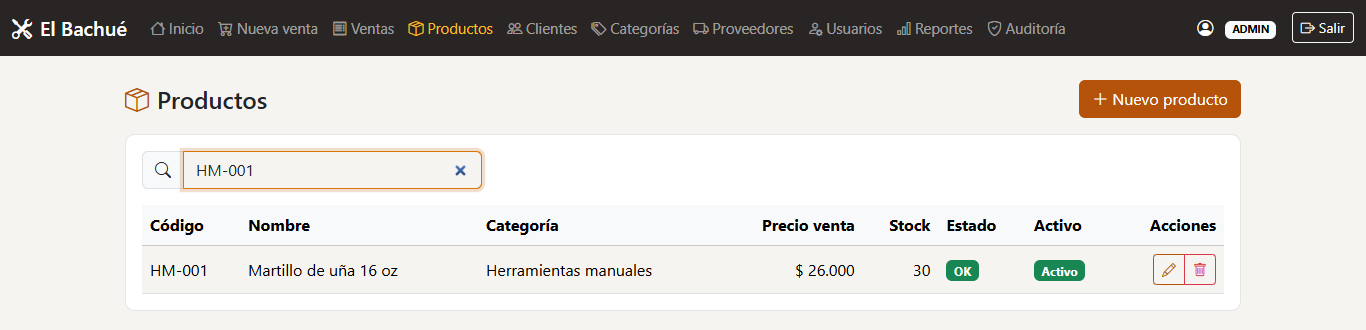 El Bachué Inicio Nueva venta Ventas Productos Clientes Categorías Proveedores Usuarios Reportes Auditoría ADMIN Salir
Productos + Nuevo producto
HM-001
Código Nombre Categoría Precio venta Stock Estado Activo Acciones
HM-001 Martillo de uña 16 oz Herramientas manuales $ 26.000 30 OK Activo